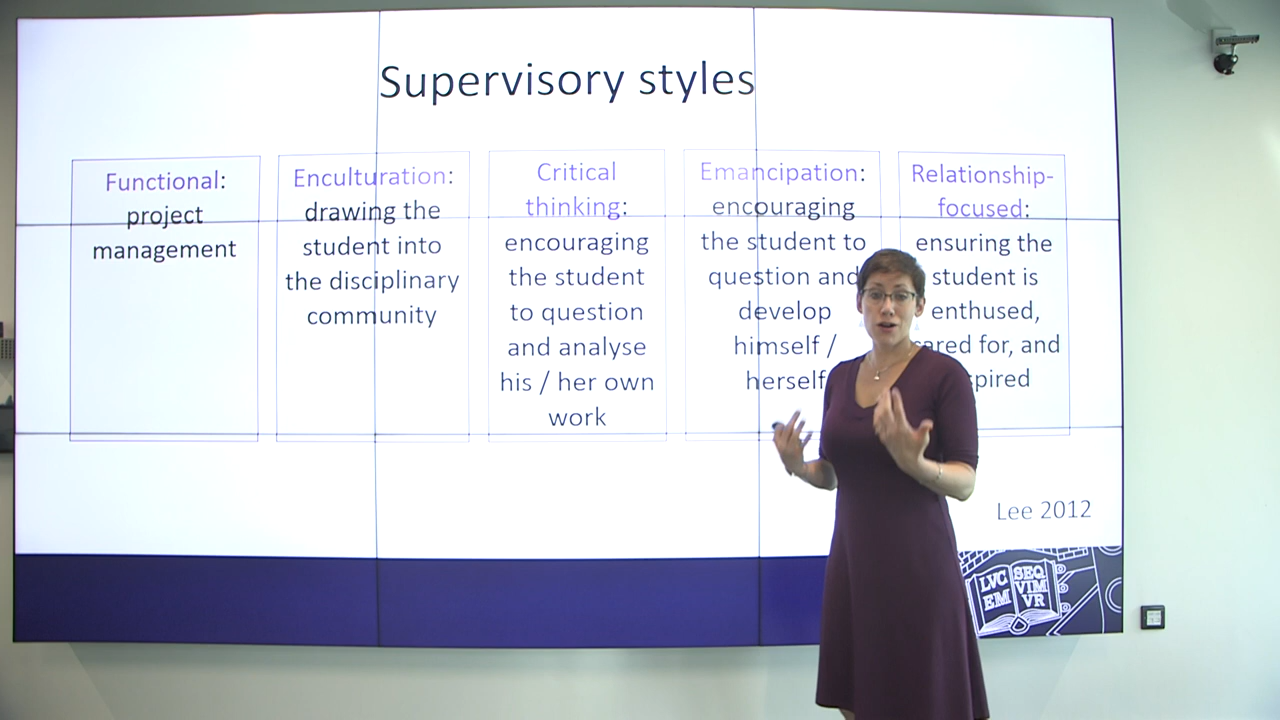 Supervisory styles
Functional:
project
management
Enculturation:
drawing the
student into
the disciplinary
community
Critical
thinking:
encouraging
the student
to question
and analyse
his / her own
work
Emancipation:
encouraging
the student to
question and
develop
himself /
herself
Relationship-
focused:
ensuring the
student is
enthused,
cared for, and
inspired
Lee 2012
LVC
EM
SEQ
VIM
VR